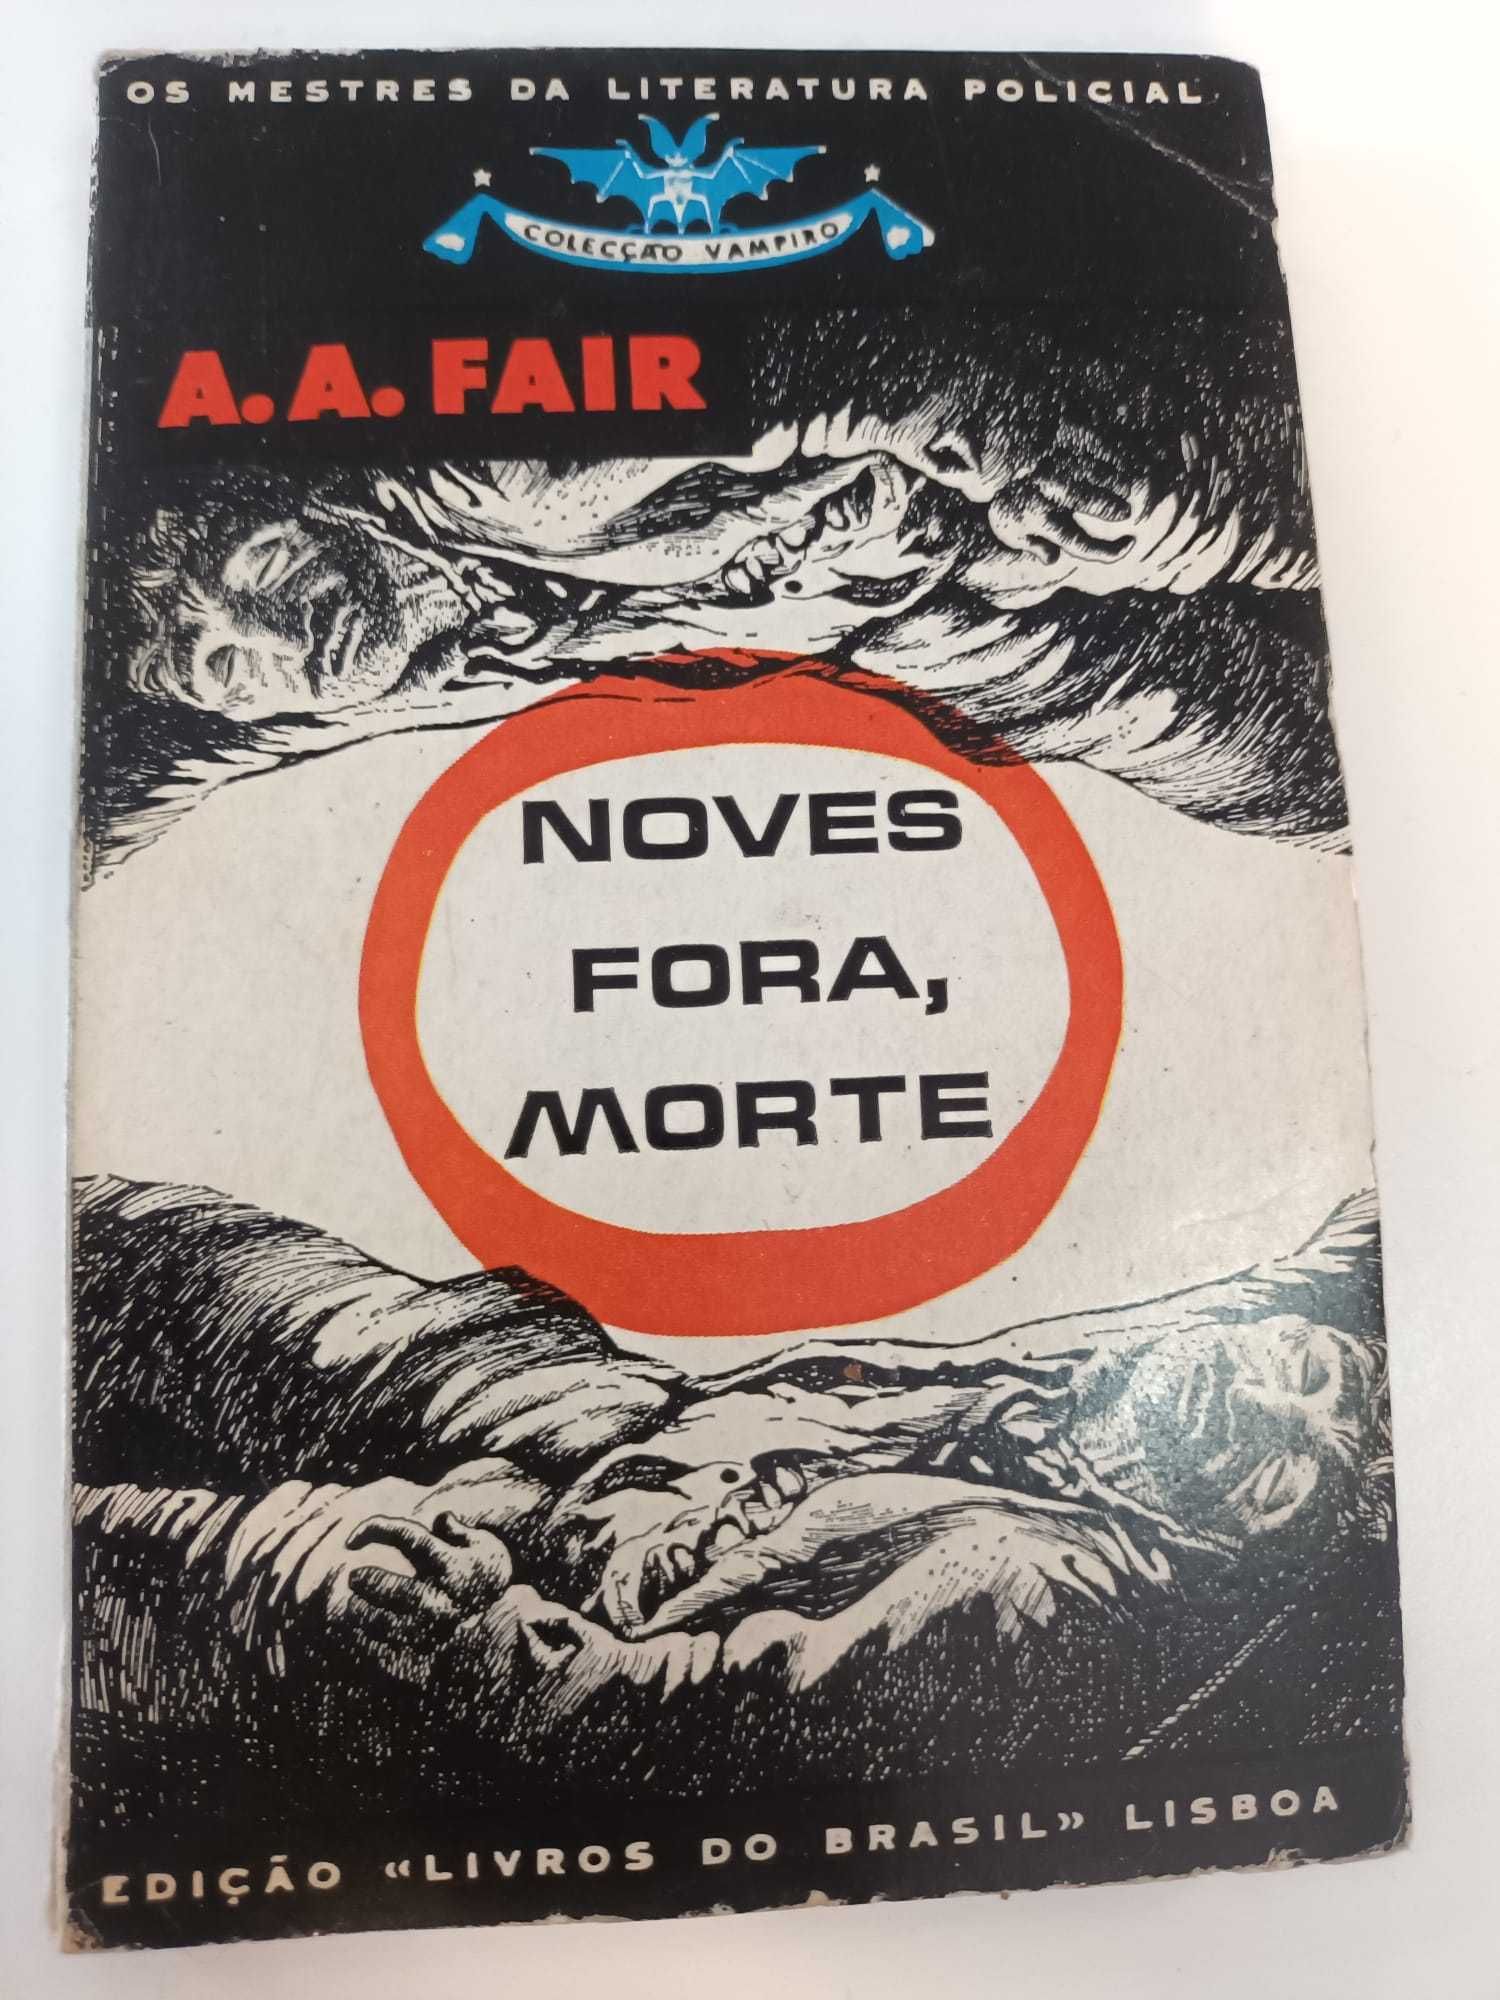 OS MESTRES DA LITERATURA POLICIAL
COLECÇÃO VAMPIRO
A. A. FAIR
NOVES
FORA,
MORTE
EDIÇÃO «LIVROS DO BRASIL» LISBOA